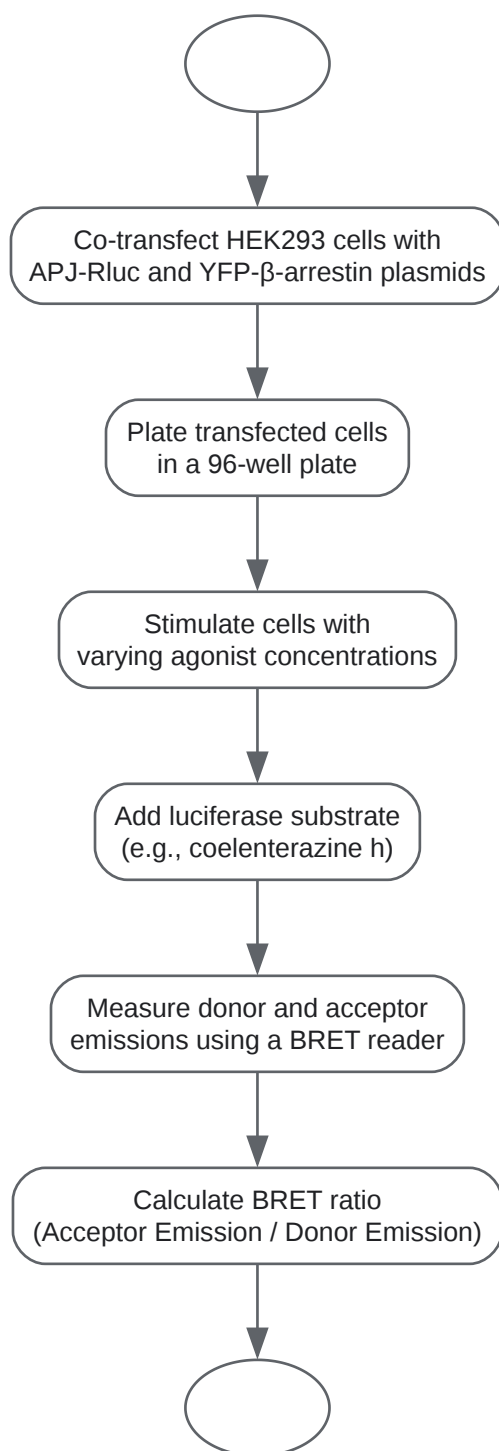 Co-transfect HEK293 cells with
APJ-Rluc and YFP-β-arrestin plasmids
Plate transfected cells
in a 96-well plate
Stimulate cells with
varying agonist concentrations
Add luciferase substrate
(e.g., coelenterazine h)
Measure donor and acceptor
emissions using a BRET reader
Calculate BRET ratio
(Acceptor Emission / Donor Emission)